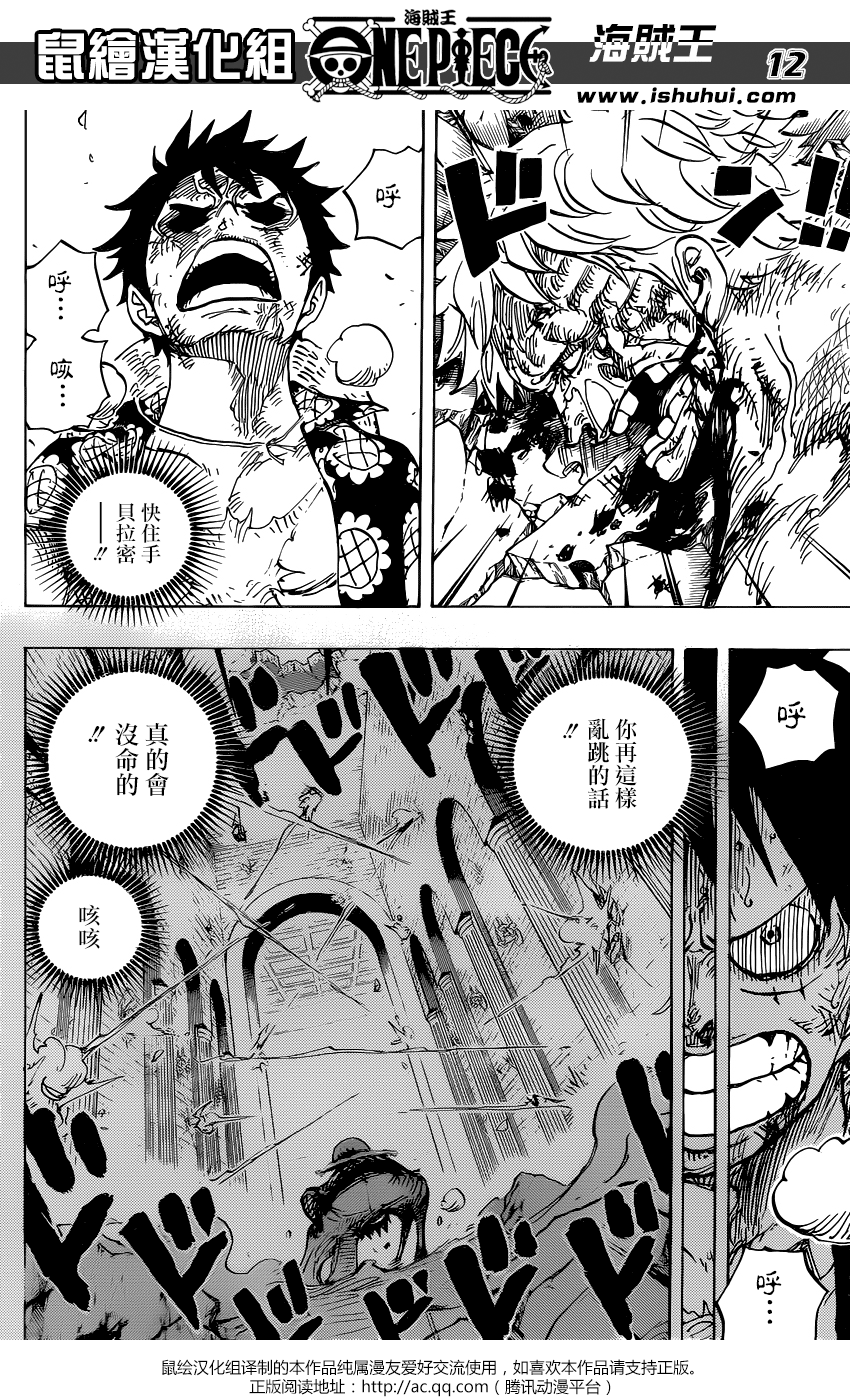 鼠繪漢化組
海賊王
ONE PIECE
海賊王
12
www.ishuhui.com
ドン!!
呼
呼…
咳…
快住手
貝拉密
——!!
呼
你再這樣
亂跳的話
!!
真的會
沒命的
!!
咳咳
ドドドド
ドドドドド
呼…
鼠绘汉化组译制的本作品纯属漫友爱好交流使用，如喜欢本作品请支持正版。
正版阅读地址：http://ac.qq.com（腾讯动漫平台）